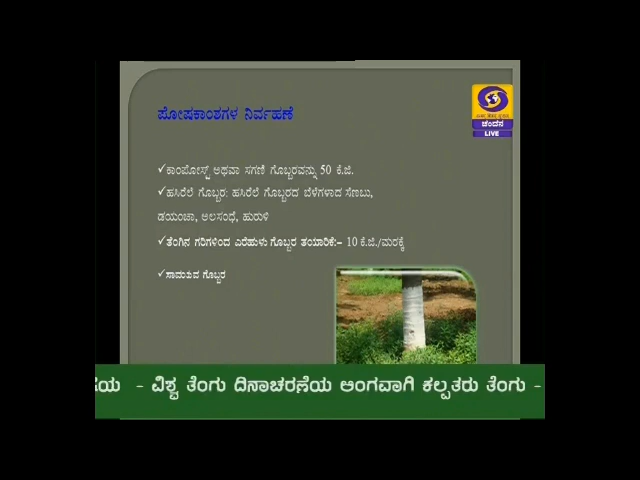 ಪೋಷಕಾಂಶಗಳ ನಿರ್ವಹಣೆ
ಚಂದನ
LIVE
✓ಕಾಂಪೋಸ್ಟ್ ಅಥವಾ ಸಗಣಿ ಗೊಬ್ಬರವನ್ನು 50 ಕೆ.ಜಿ.
✓ಹಸಿರೆಲೆ ಗೊಬ್ಬರ: ಹಸಿರೆಲೆ ಗೊಬ್ಬರದ ಬೆಳೆಗಳಾದ ಸೆಣಬು,
ಡಯಂಚಾ, ಅಲಸಂಧೆ, ಹುರುಳಿ
✓ತೆಂಗಿನ ಗರಿಗಳಿಂದ ಎರೆಹುಳು ಗೊಬ್ಬರ ತಯಾರಿಕೆ:– 10 ಕೆ.ಜಿ./ಮರಕ್ಕೆ
✓ಸಾವಯವ ಗೊಬ್ಬರ
- ವಿಶ್ವ ತೆಂಗು ದಿನಾಚರಣೆಯ ಅಂಗವಾಗಿ ಕಲ್ಪತರು ತೆಂಗು -